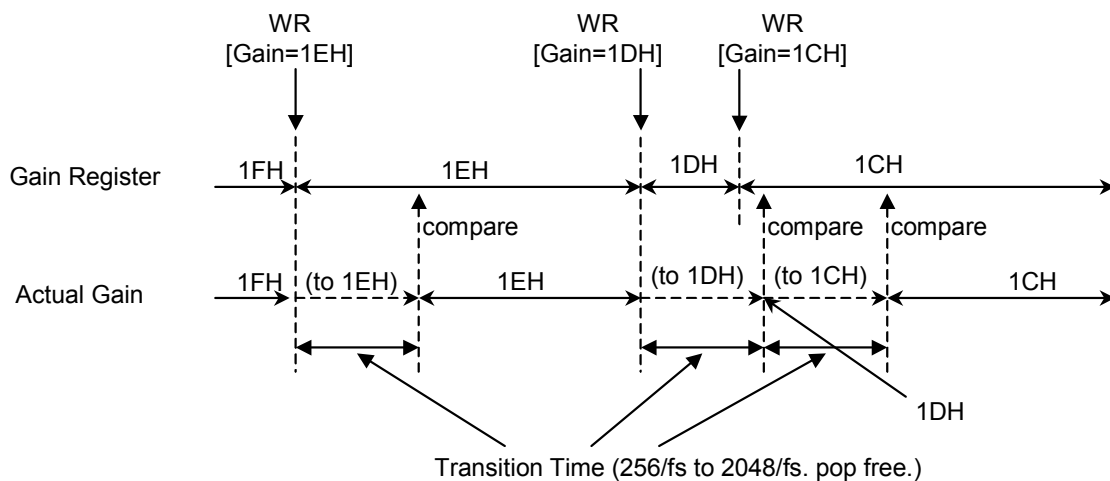 WR
[Gain=1EH]
WR
[Gain=1DH]
WR
[Gain=1CH]
Gain Register
1FH
1EH
1DH
1CH
compare
compare
compare
Actual Gain
1FH
(to 1EH)
1EH
(to 1DH)
(to 1CH)
1CH
1DH
Transition Time (256/fs to 2048/fs. pop free.)